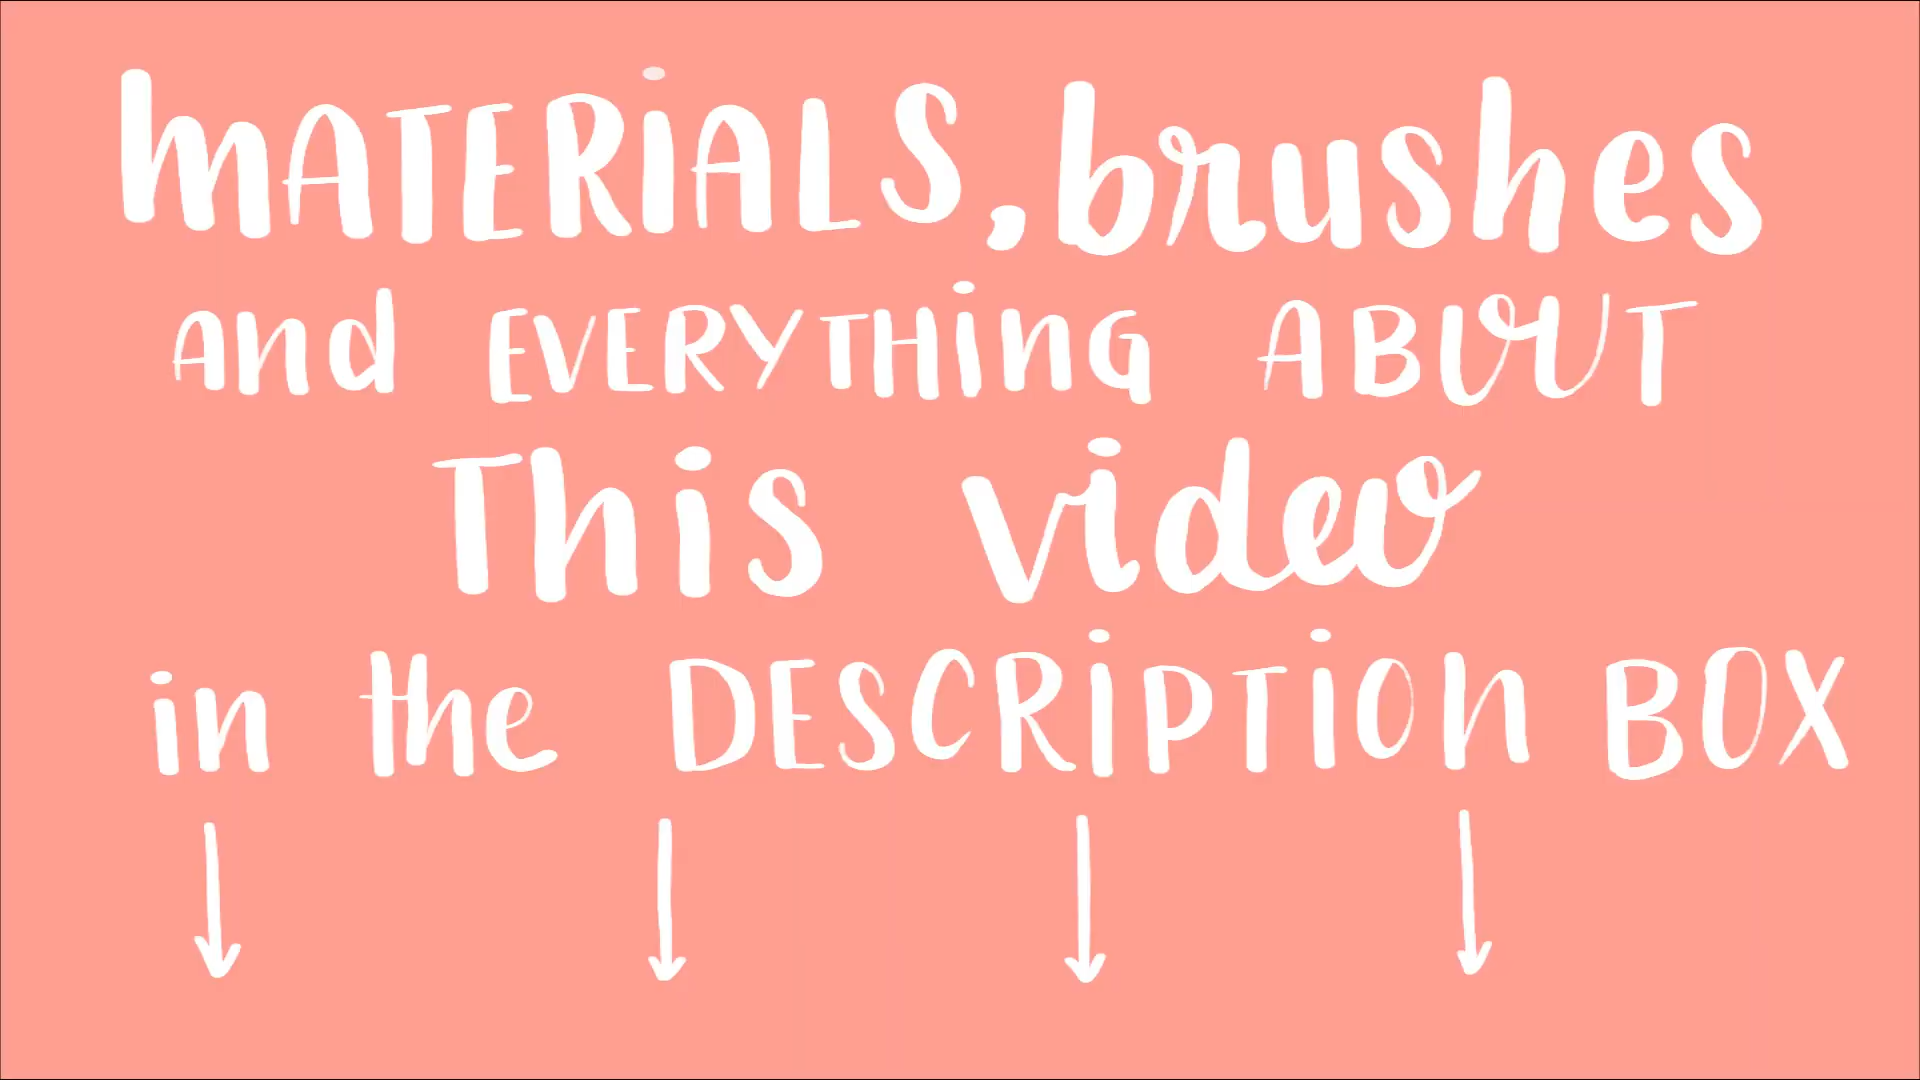 MATERiALS, brushes
And EVERYTHinG ABOUT
This video
in the DESCRiPTiOn BOX